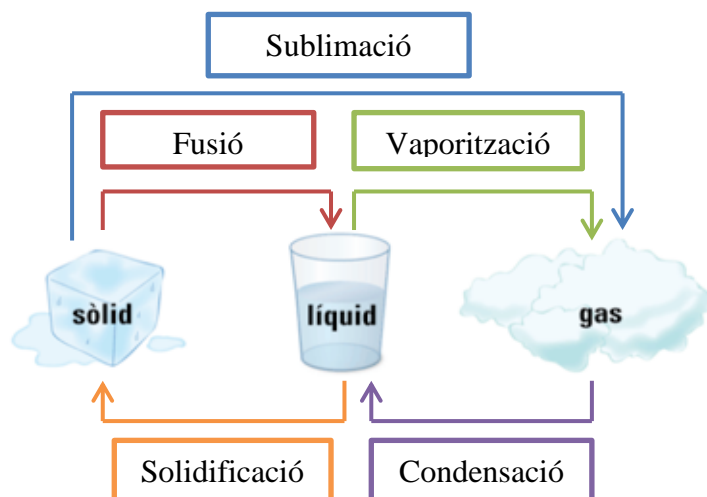 Sublimació
Fusió
Vaporització
sòlid
líquid
gas
Solidificació
Condensació